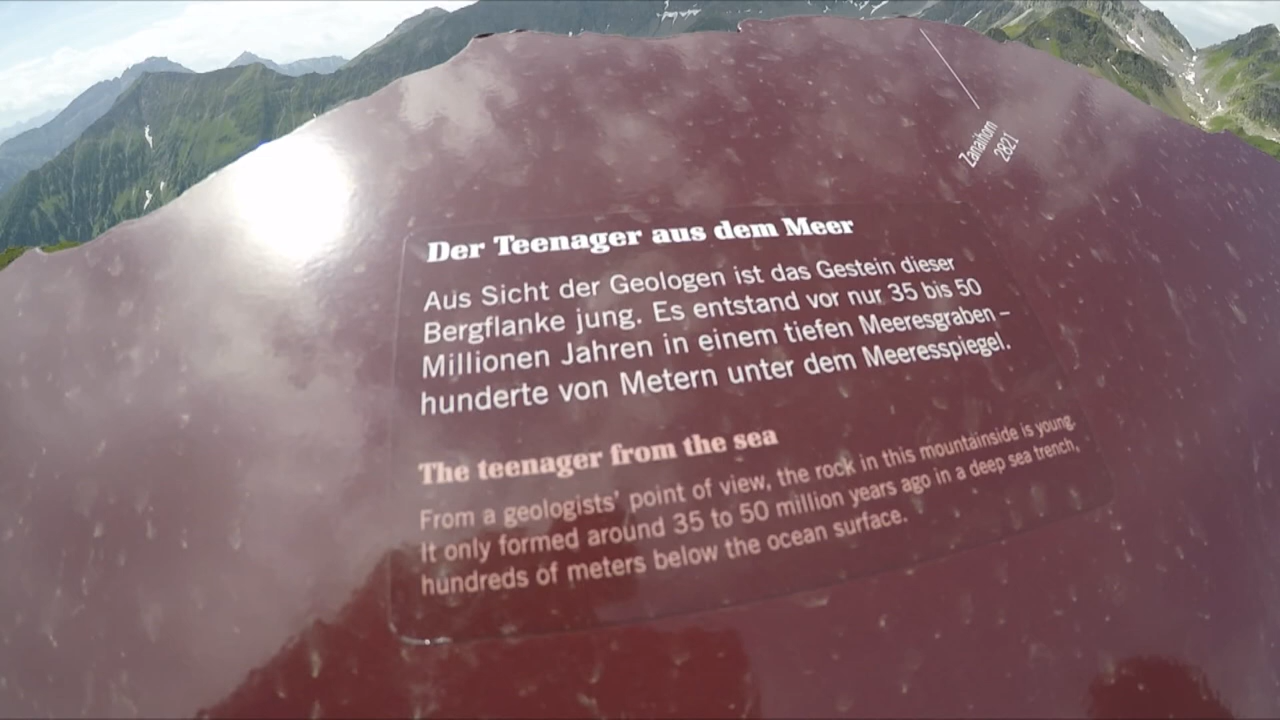 Zanaihorn
2821
Der Teenager aus dem Meer
Aus Sicht der Geologen ist das Gestein dieser
Bergflanke jung. Es entstand vor nur 35 bis 50
Millionen Jahren in einem tiefen Meeresgraben –
hunderte von Metern unter dem Meeresspiegel.
The teenager from the sea
From a geologists’ point of view, the rock in this mountainside is young.
It only formed around 35 to 50 million years ago in a deep sea trench,
hundreds of meters below the ocean surface.